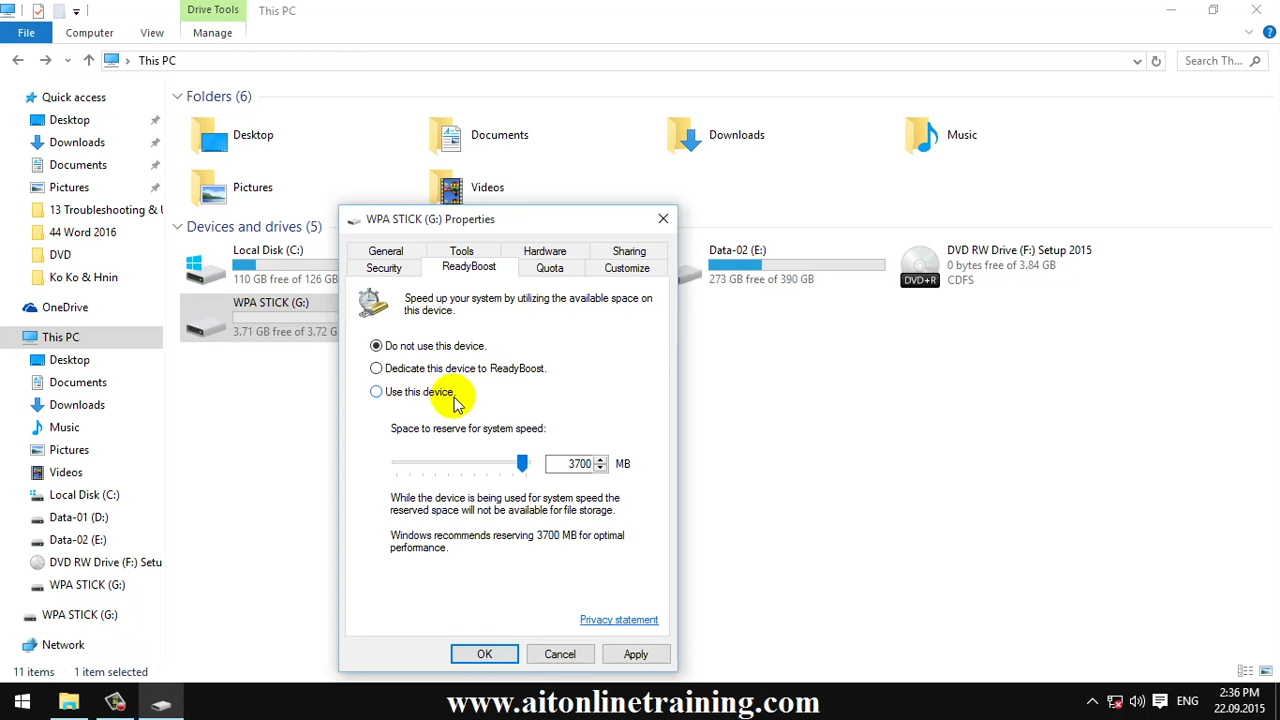 Drive Tools
This PC
File
Computer
View
Manage
This PC
Search Th...
Quick access
Desktop
Downloads
Documents
Pictures
13 Troubleshooting & U
44 Word 2016
DVD
Ko Ko & Hnin
OneDrive
This PC
Desktop
Documents
Downloads
Music
Pictures
Videos
Local Disk (C:)
Data-01 (D:)
Data-02 (E:)
DVD RW Drive (F:) Setu
WPA STICK (G:)
WPA STICK (G:)
Network
Folders (6)
Desktop
Documents
Downloads
Music
Pictures
Videos
Devices and drives (5)
Local Disk (C:)
110 GB free of 126 GB
Data-02 (E:)
273 GB free of 390 GB
DVD RW Drive (F:) Setup 2015
0 bytes free of 3.84 GB
CDFS
DVD+R
WPA STICK (G:)
3.71 GB free of 3.72 G
WPA STICK (G:) Properties
General
Tools
Hardware
Sharing
Security
ReadyBoost
Quota
Customize
Speed up your system by utilizing the available space on
this device.
Do not use this device.
Dedicate this device to ReadyBoost.
Use this device.
Space to reserve for system speed:
3700 MB
While the device is being used for system speed the
reserved space will not be available for file storage.
Windows recommends reserving 3700 MB for optimal
performance.
Privacy statement
OK
Cancel
Apply
11 items
1 item selected
www.aitonlinetraining.com
ENG
2:36 PM
22.09.2015